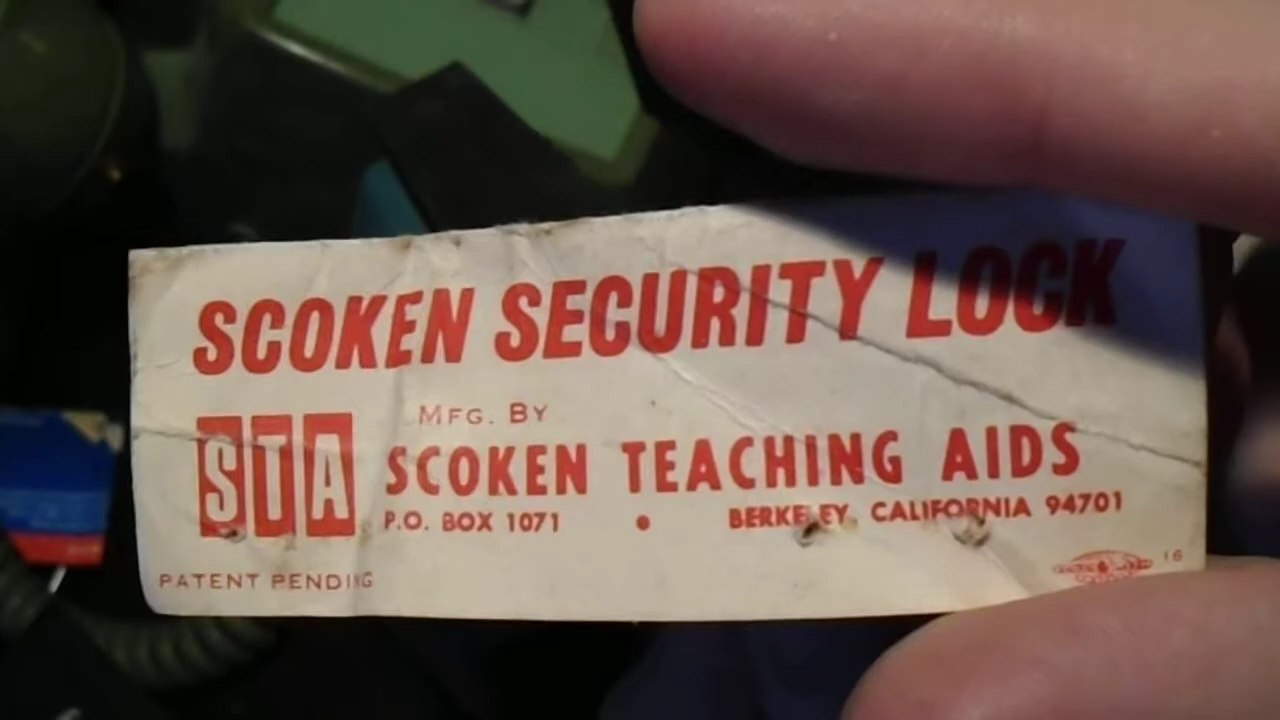 SCOKEN SECURITY LOCK
MFG. BY
STA SCOKEN TEACHING AIDS
P.O. BOX 1071 • BERKELEY CALIFORNIA 94701
PATENT PENDING
16